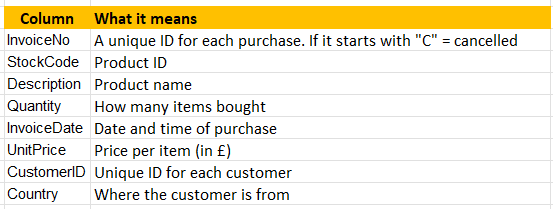 Column What it means
InvoiceNo A unique ID for each purchase. If it starts with "C" = cancelled
StockCode Product ID
Description Product name
Quantity How many items bought
InvoiceDate Date and time of purchase
UnitPrice Price per item (in £)
CustomerID Unique ID for each customer
Country Where the customer is from